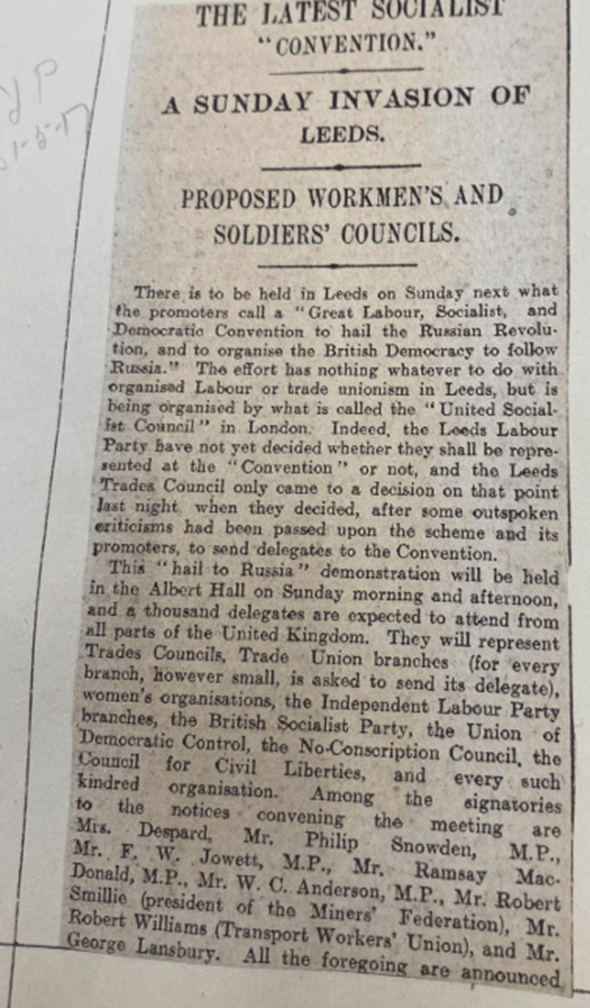 THE LATEST SOCIALIST
"CONVENTION."
A SUNDAY INVASION OF
LEEDS.
PROPOSED WORKMEN'S AND
SOLDIERS' COUNCILS.
There is to be held in Leeds on Sunday next what
the promoters call a "Great Labour, Socialist, and
Democratic Convention to hail the Russian Revolu-
tion, and to organise the British Democracy to follow
Russia." The effort has nothing whatever to do with
organised Labour or trade unionism in Leeds, but is
being organised by what is called the "United Social-
ist Council" in London. Indeed, the Leeds Labour
Party have not yet decided whether they shall be repre-
sented at the "Convention" or not, and the Leeds
Trades Council only came to a decision on that point
last night, when they decided, after some outspoken
criticisms had been passed upon the scheme and its
promoters, to send delegates to the Convention.
This "hail to Russia" demonstration will be held
in the Albert Hall on Sunday morning and afternoon,
and a thousand delegates are expected to attend from
all parts of the United Kingdom. They will represent
Trades Councils, Trade Union branches (for every
branch, however small, is asked to send its delegate),
women's organisations, the Independent Labour Party
branches, the British Socialist Party, the Union of
Democratic Control, the No-Conscription Council, the
Council for Civil Liberties, and every such
kindred organisation. Among the signatories
to the notices convening the meeting are
Mrs. Despard, Mr. Philip Snowden, M.P.,
Mr. F. W. Jowett, M.P., Mr. Ramsay Mac-
Donald, M.P., Mr. W. C. Anderson, M.P., Mr. Robert
Smillie (president of the Miners' Federation), Mr.
Robert Williams (Transport Workers' Union), and Mr.
George Lansbury. All the foregoing are announced